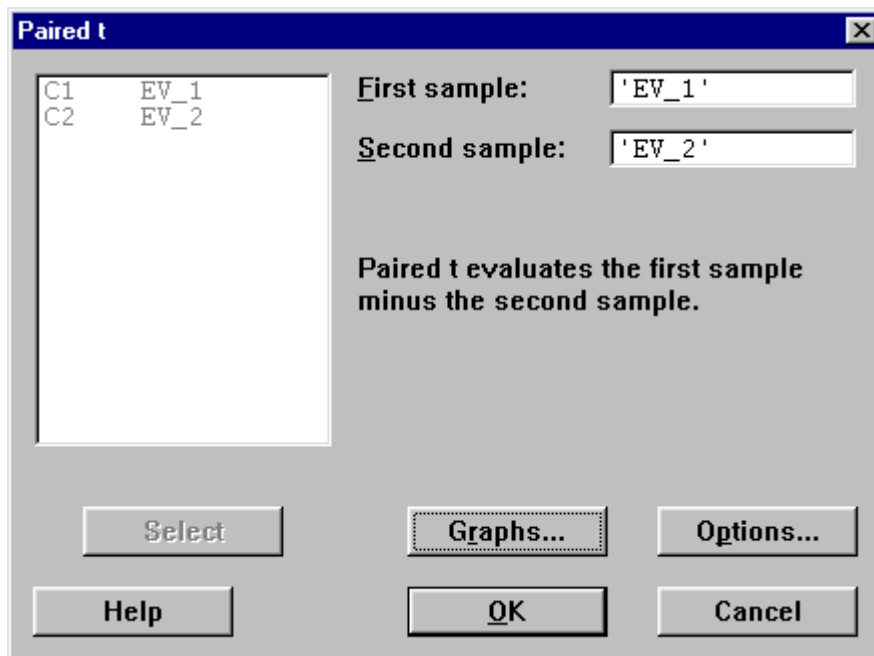 Paired t
C1 EV_1
C2 EV_2
First sample: 'EV_1'
Second sample: 'EV_2'
Paired t evaluates the first sample
minus the second sample.
Select
Graphs...
Options...
Help
OK
Cancel